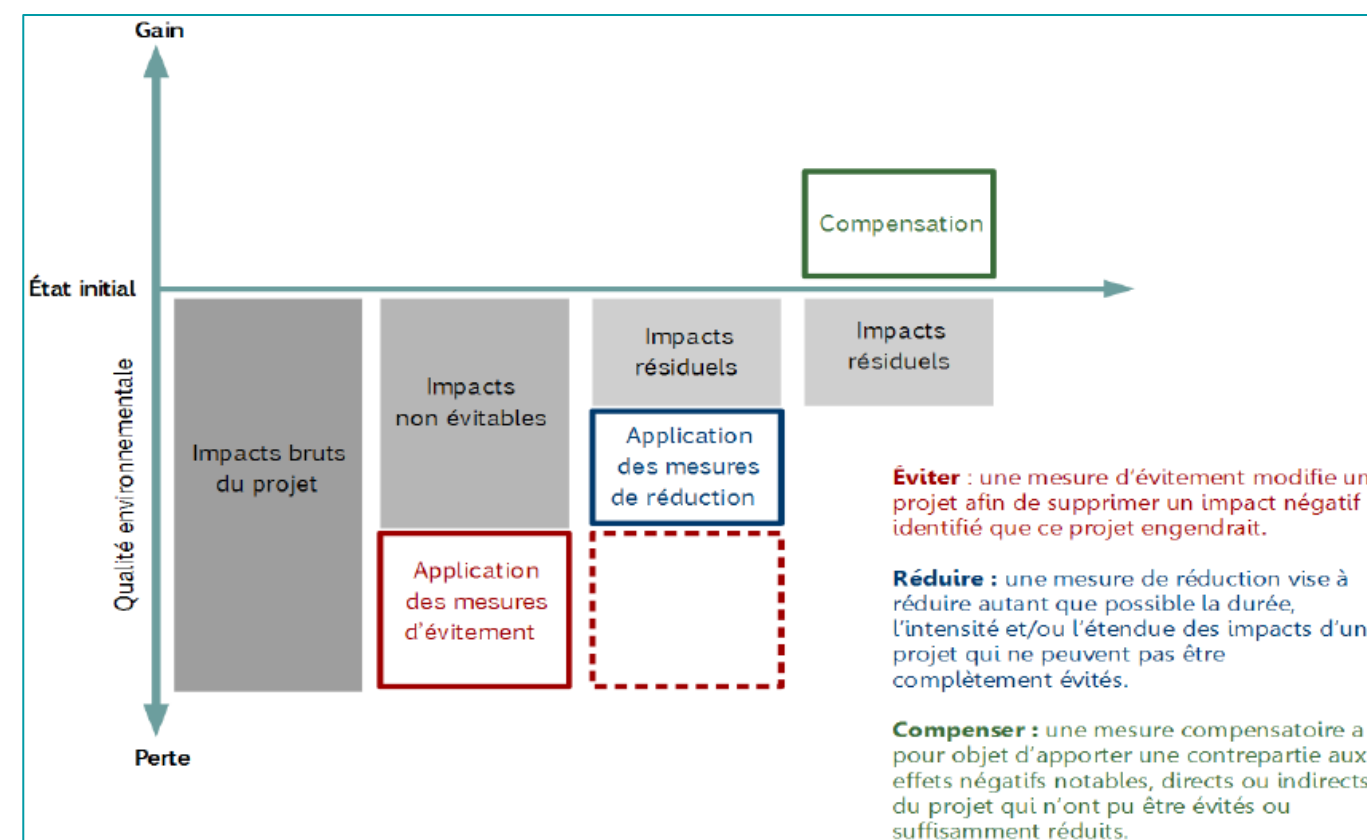 Gain
Compensation
État initial
Qualité environnementale
Impacts bruts
du projet
Impacts
non évitables
Application
des mesures
d'évitement
Impacts
résiduels
Application
des mesures
de réduction
Impacts
résiduels
Perte
Éviter : une mesure d'évitement modifie un
projet afin de supprimer un impact négatif
identifié que ce projet engendrait.
Réduire : une mesure de réduction vise à
réduire autant que possible la durée,
l'intensité et/ou l'étendue des impacts d'un
projet qui ne peuvent pas être
complètement évités.
Compenser : une mesure compensatoire a
pour objet d'apporter une contrepartie aux
effets négatifs notables, directs ou indirects
du projet qui n'ont pu être évités ou
suffisamment réduits.